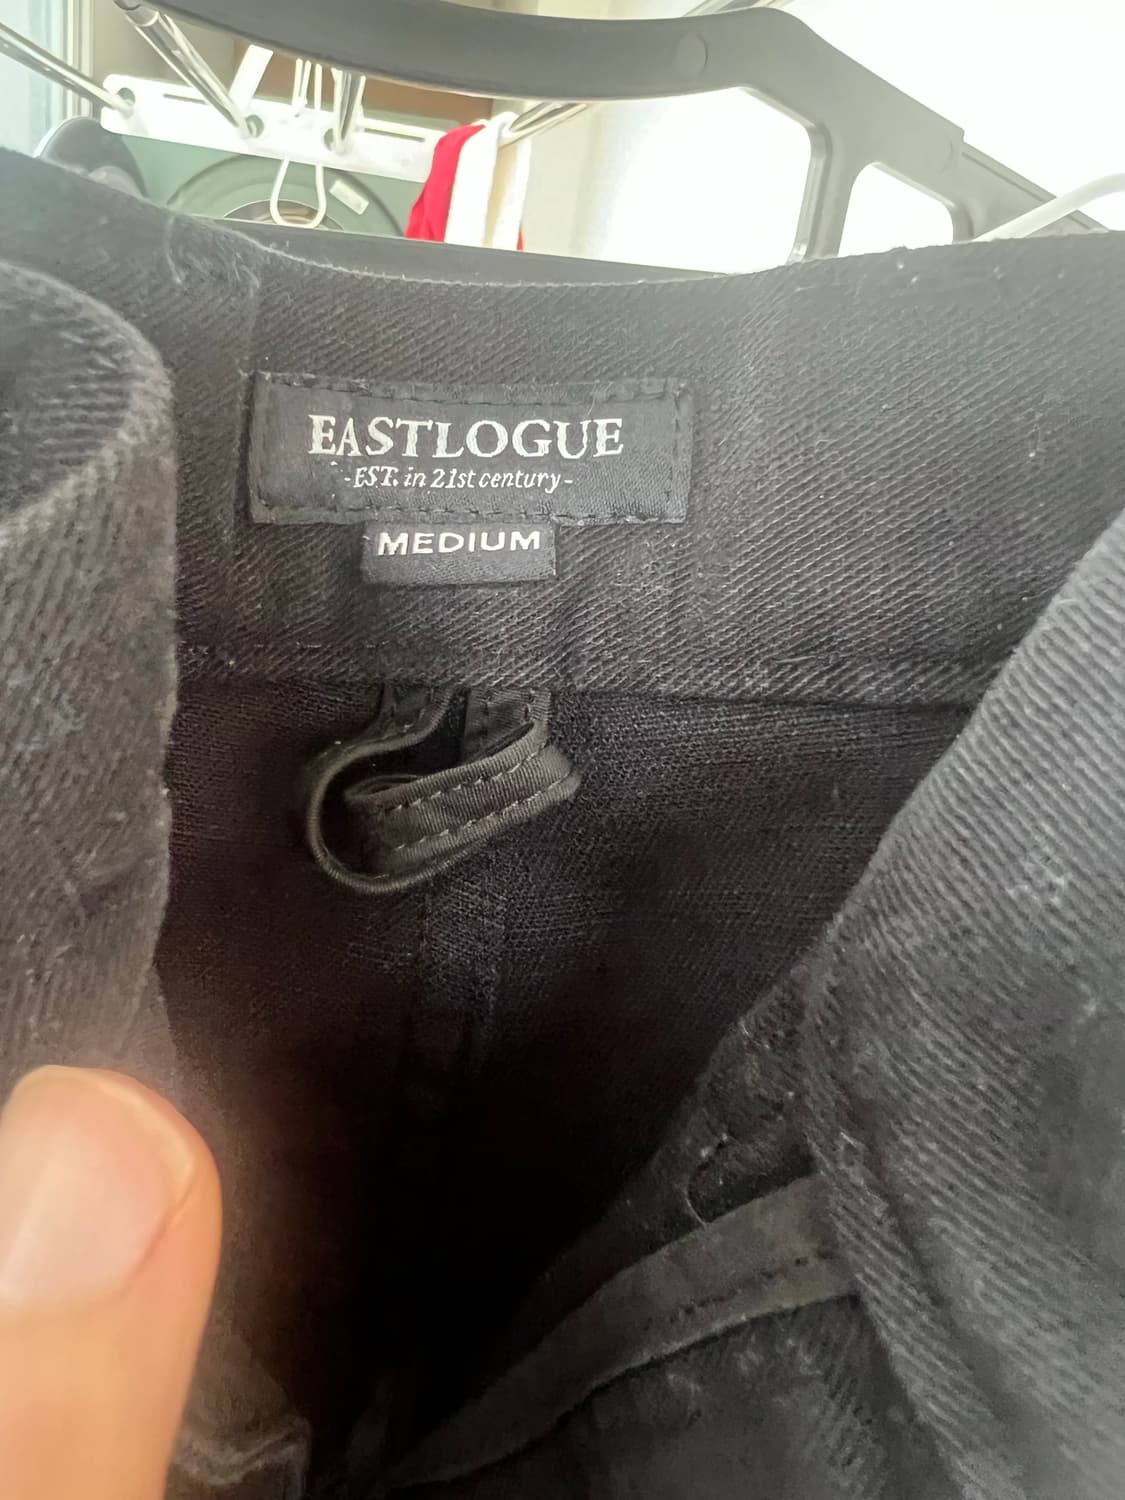 EASTLOGUE
-EST. in 21st century-
MEDIUM